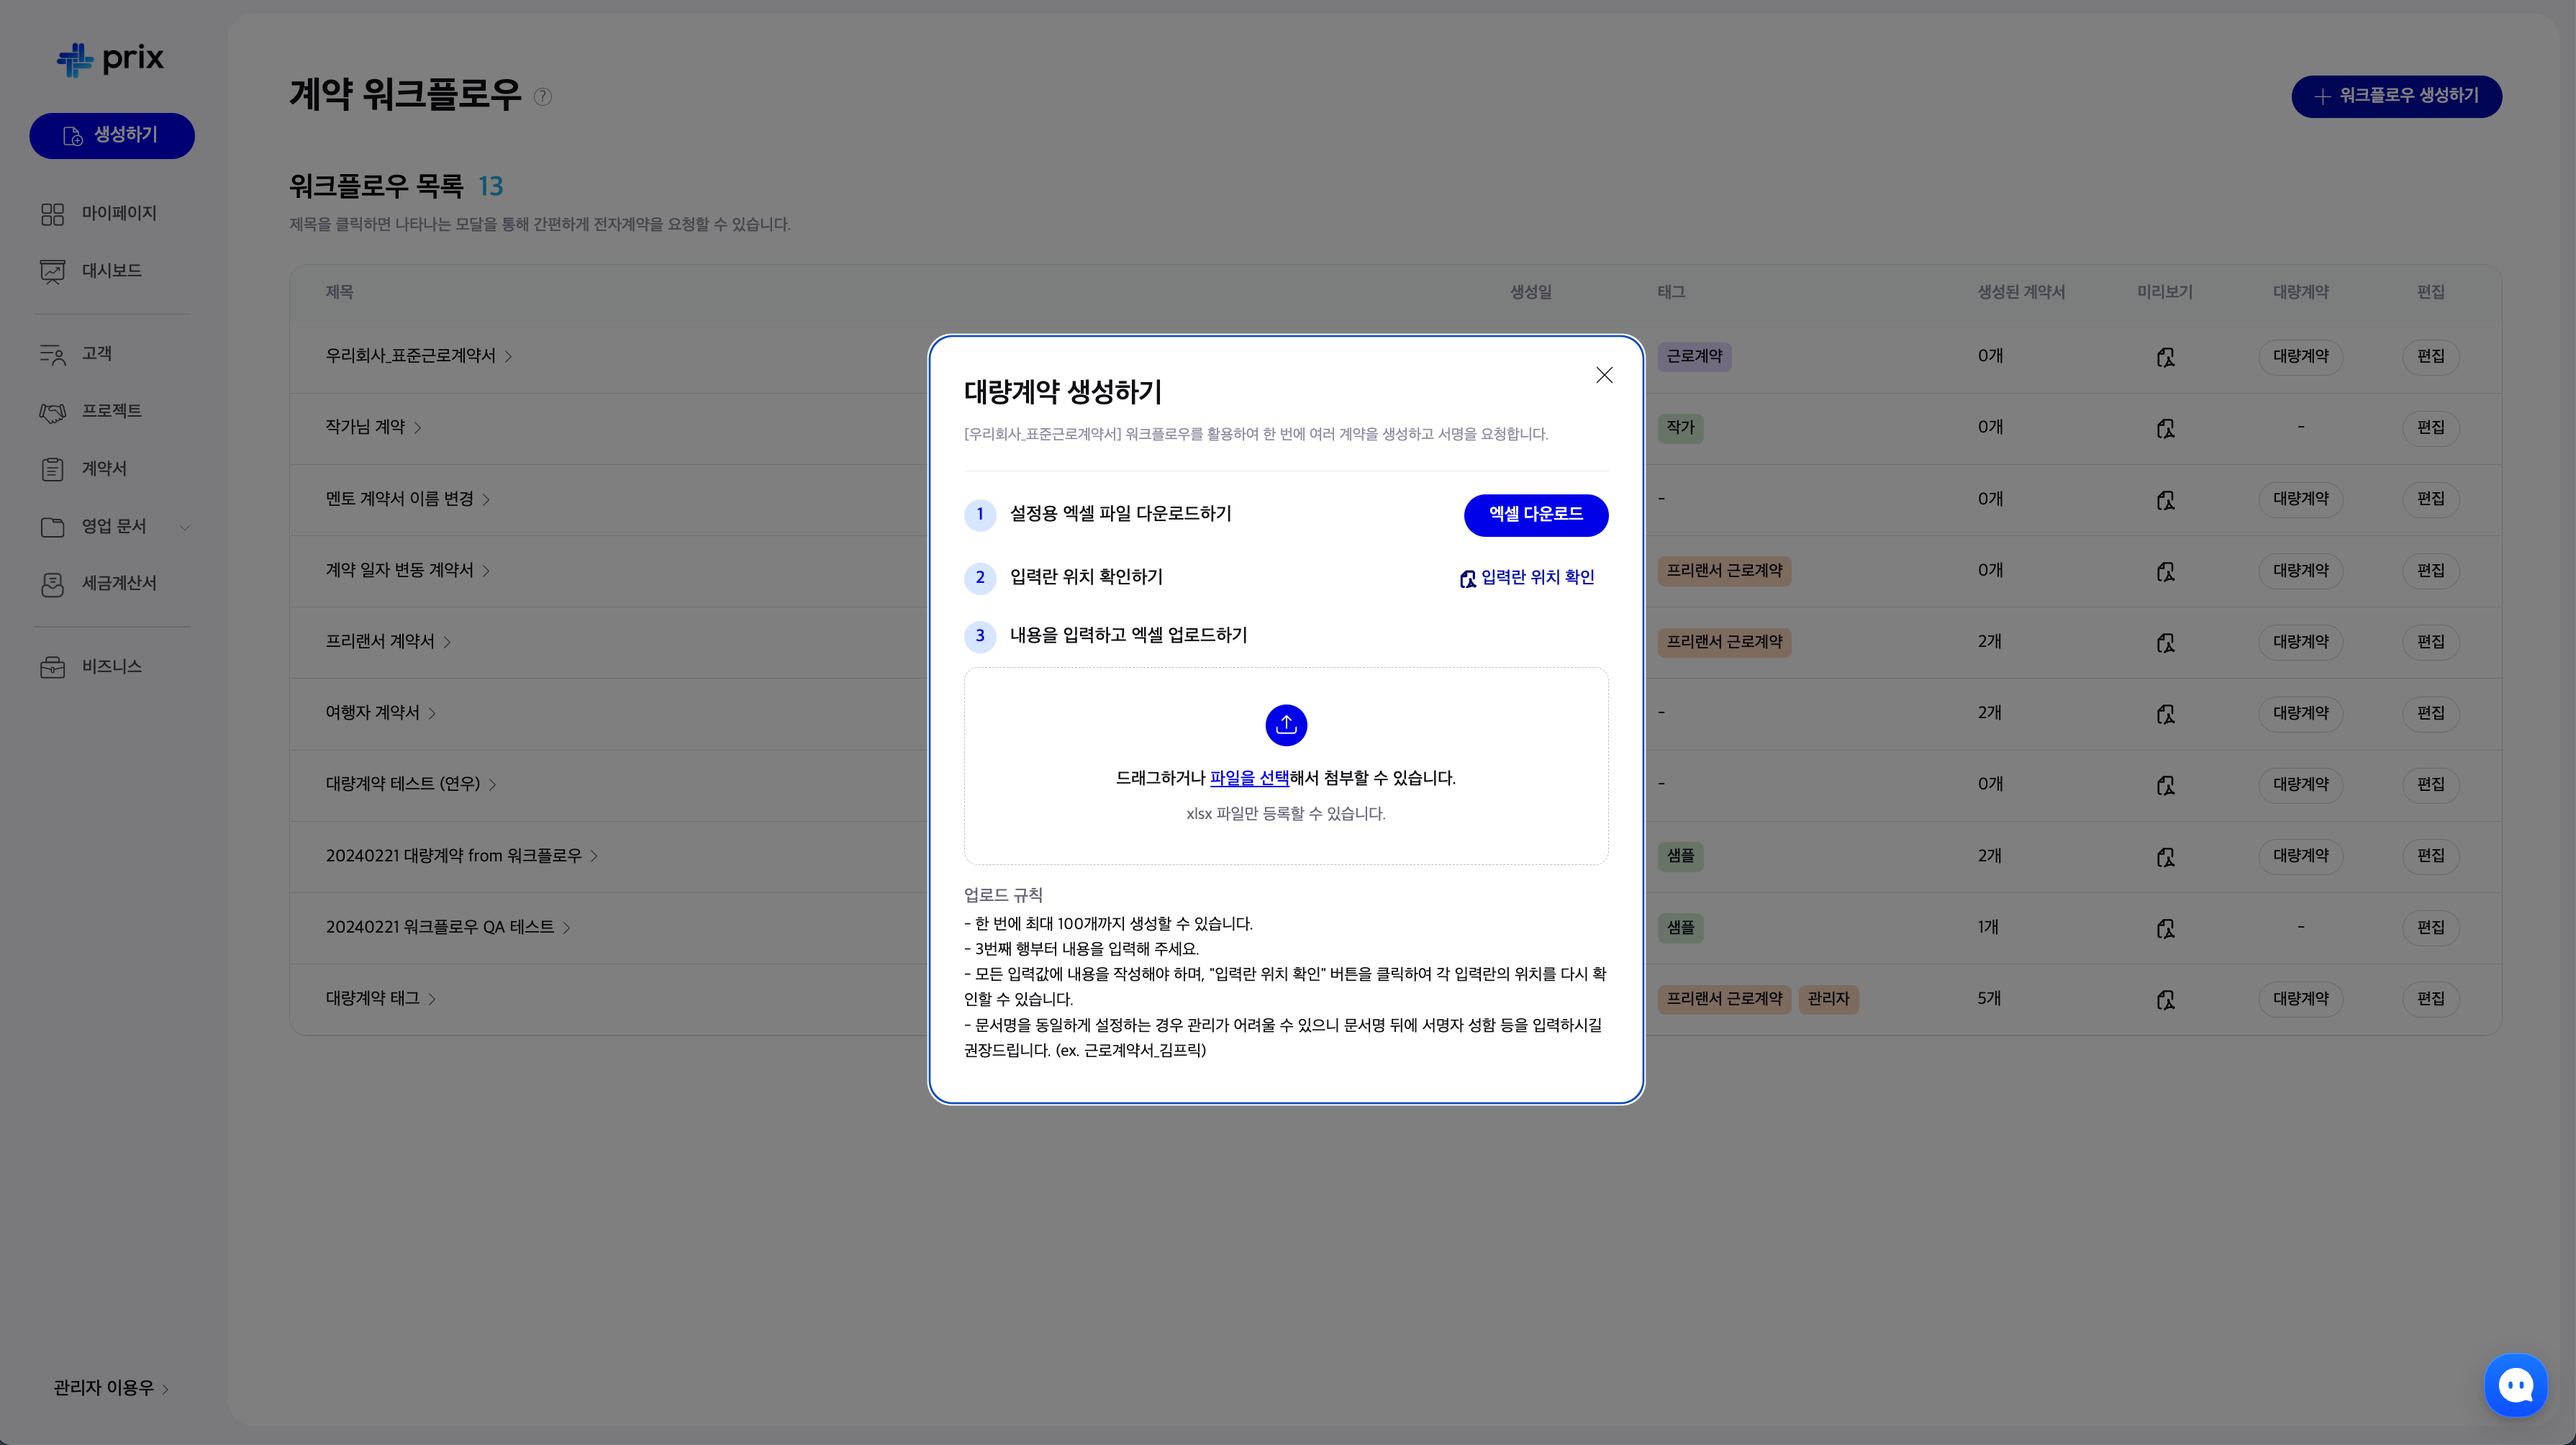 prix
생성하기
마이페이지
대시보드
고객
프로젝트
계약서
영업 문서
세금계산서
비즈니스
관리자 이용우
계약 워크플로우 ?
워크플로우 생성하기
워크플로우 목록 13
제목을 클릭하면 나타나는 모달을 통해 간편하게 전자계약을 요청할 수 있습니다.
제목 생성일 태그 생성된 계약서 미리보기 대량계약 편집
우리회사_표준근로계약서 근로계약 0개 대량계약 편집
작가님 계약 작가 0개 - 편집
멘토 계약서 이름 변경 - 0개 대량계약 편집
계약 일자 변동 계약서 프리랜서 근로계약 0개 대량계약 편집
프리랜서 계약서 프리랜서 근로계약 2개 대량계약 편집
여행자 계약서 - 2개 대량계약 편집
대량계약 테스트 (연우) - 0개 대량계약 편집
20240221 대량계약 from 워크플로우 샘플 2개 대량계약 편집
20240221 워크플로우 QA 테스트 샘플 1개 - 편집
대량계약 태그 프리랜서 근로계약 관리자 5개 대량계약 편집
대량계약 생성하기
[우리회사_표준근로계약서] 워크플로우를 활용하여 한 번에 여러 계약을 생성하고 서명을 요청합니다.
1 설정용 엑셀 파일 다운로드하기 엑셀 다운로드
2 입력란 위치 확인하기 입력란 위치 확인
3 내용을 입력하고 엑셀 업로드하기
드래그하거나 파일을 선택해서 첨부할 수 있습니다.
xlsx 파일만 등록할 수 있습니다.
업로드 규칙
- 한 번에 최대 100개까지 생성할 수 있습니다.
- 3번째 행부터 내용을 입력해 주세요.
- 모든 입력값에 내용을 작성해야 하며, "입력란 위치 확인" 버튼을 클릭하여 각 입력란의 위치를 다시 확
인할 수 있습니다.
- 문서명을 동일하게 설정하는 경우 관리가 어려울 수 있으니 문서명 뒤에 서명자 성함 등을 입력하시길
권장드립니다. (ex. 근로계약서_김프릭)